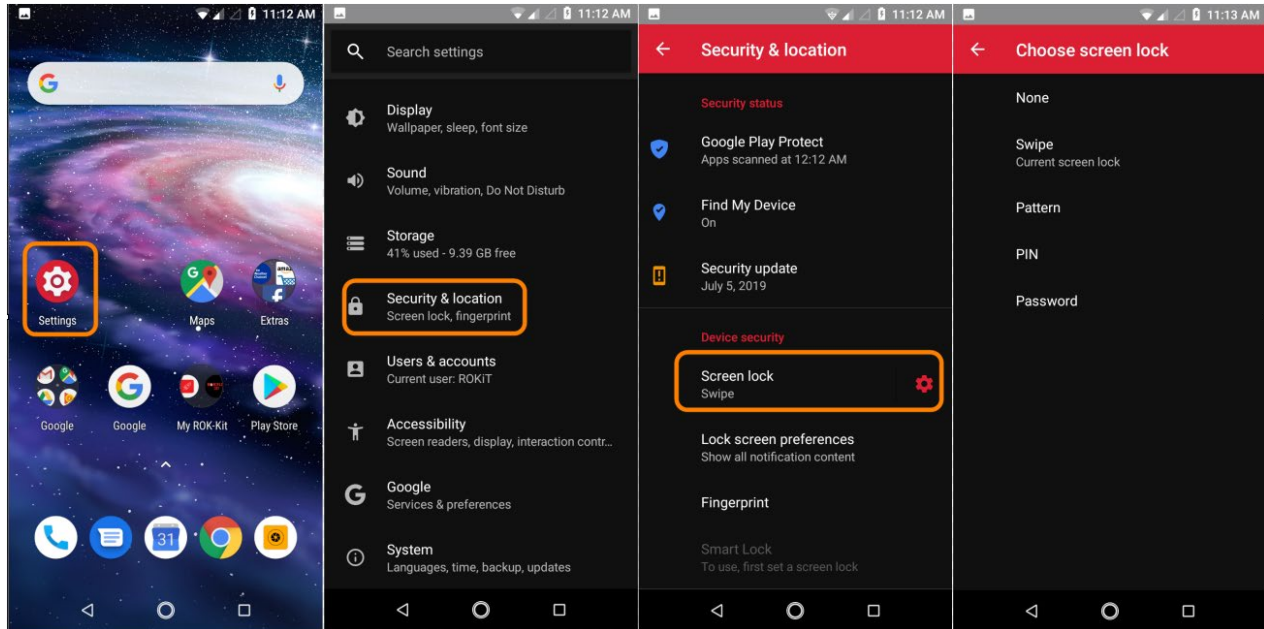 11:12 AM
G
Settings
Maps
Extras
Google
Google
My ROK-Kit
Play Store
31
11:12 AM
Search settings
Display
Wallpaper, sleep, font size
Sound
Volume, vibration, Do Not Disturb
Storage
41% used - 9.39 GB free
Security & location
Screen lock, fingerprint
Users & accounts
Current user: ROKiT
Accessibility
Screen readers, display, interaction contr...
G
Google
Services & preferences
System
Languages, time, backup, updates
11:12 AM
Security & location
Security status
Google Play Protect
Apps scanned at 12:12 AM
Find My Device
On
Security update
July 5, 2019
Device security
Screen lock
Swipe
Lock screen preferences
Show all notification content
Fingerprint
Smart Lock
To use, first set a screen lock
11:13 AM
Choose screen lock
None
Swipe
Current screen lock
Pattern
PIN
Password